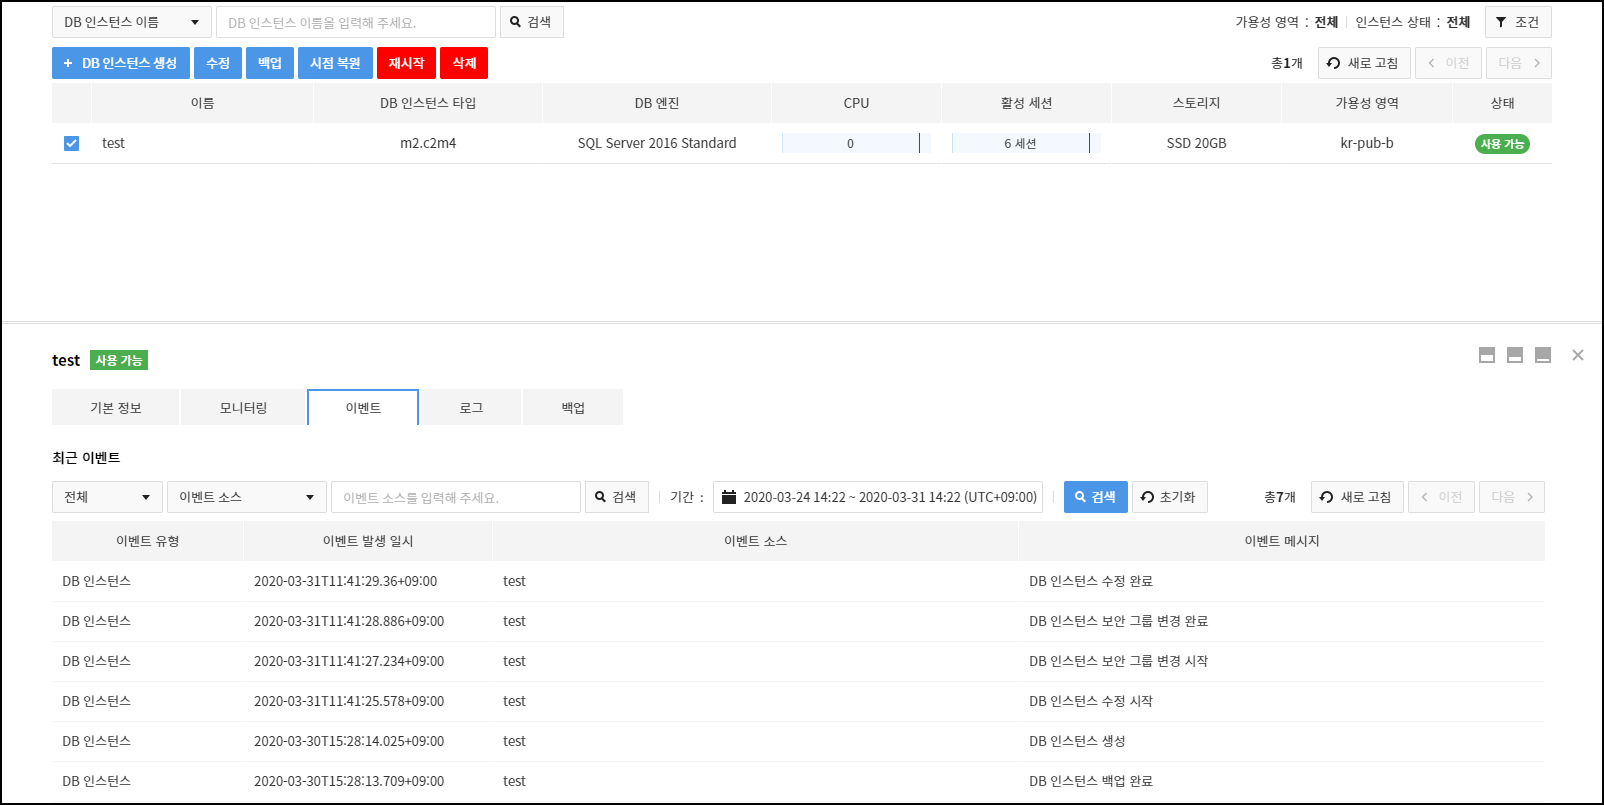 DB 인스턴스 이름 DB 인스턴스 이름을 입력해 주세요. 검색 가용성 영역 : 전체 인스턴스 상태 : 전체 조건
+ DB 인스턴스 생성 수정 백업 시점 복원 재시작 삭제 총1개 새로 고침 이전 다음
이름 DB 인스턴스 타입 DB 엔진 CPU 활성 세션 스토리지 가용성 영역 상태
test m2.c2m4 SQL Server 2016 Standard 0 6 세션 SSD 20GB kr-pub-b 사용 가능
test 사용 가능
기본 정보 모니터링 이벤트 로그 백업
최근 이벤트
전체 이벤트 소스 이벤트 소스를 입력해 주세요. 검색 기간 : 2020-03-24 14:22 ~ 2020-03-31 14:22 (UTC+09:00) 검색 초기화 총7개 새로 고침 이전 다음
이벤트 유형 이벤트 발생 일시 이벤트 소스 이벤트 메시지
DB 인스턴스 2020-03-31T11:41:29.36+09:00 test DB 인스턴스 수정 완료
DB 인스턴스 2020-03-31T11:41:28.886+09:00 test DB 인스턴스 보안 그룹 변경 완료
DB 인스턴스 2020-03-31T11:41:27.234+09:00 test DB 인스턴스 보안 그룹 변경 시작
DB 인스턴스 2020-03-31T11:41:25.578+09:00 test DB 인스턴스 수정 시작
DB 인스턴스 2020-03-30T15:28:14.025+09:00 test DB 인스턴스 생성
DB 인스턴스 2020-03-30T15:28:13.709+09:00 test DB 인스턴스 백업 완료